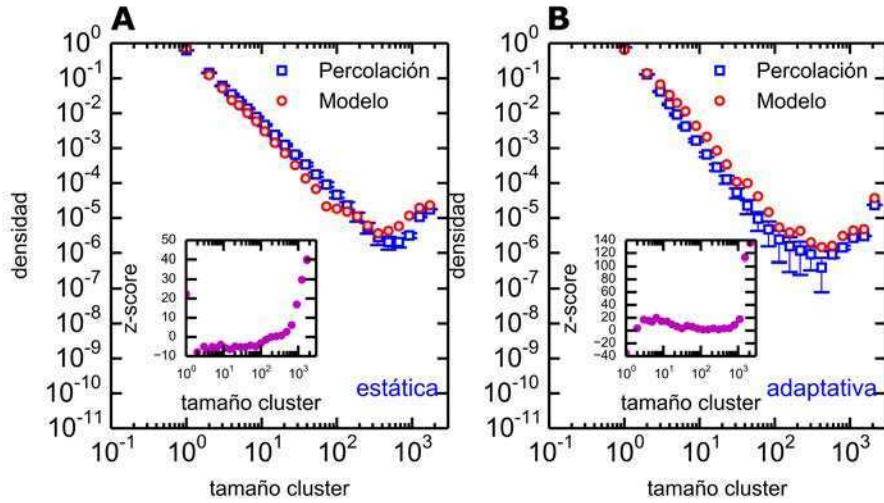 A
B
10^0
10^-1
10^-2
10^-3
10^-4
10^-5
10^-6
10^-7
10^-8
10^-9
10^-10
10^-11
densidad
Percolación
Modelo
50
40
30
20
10
0
−10
z-score
10^0 10^1 10^2 10^3
tamaño cluster
estática
10^-1 10^0 10^1 10^2 10^3
tamaño cluster
10^0
10^-1
10^-2
10^-3
10^-4
10^-5
10^-6
10^-7
10^-8
10^-9
10^-10
10^-11
densidad
Percolación
Modelo
140
120
100
80
60
40
20
0
−20
−40
z-score
10^0 10^1 10^2 10^3
tamaño cluster
adaptativa
10^-1 10^0 10^1 10^2 10^3
tamaño cluster